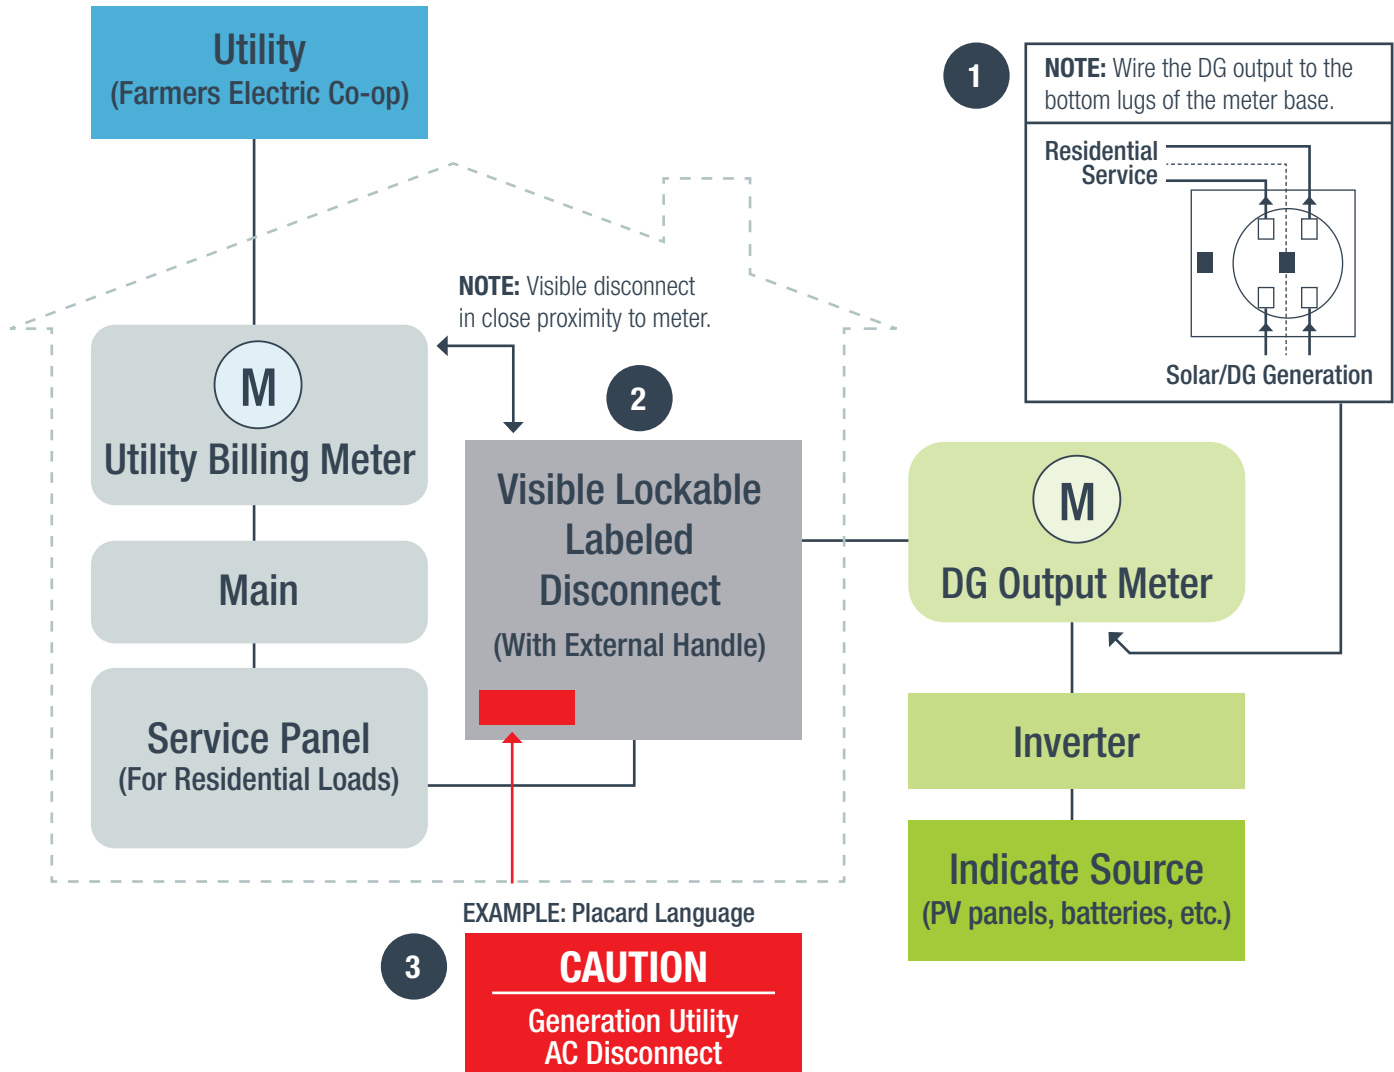 Utility
(Farmers Electric Co-op)
1
NOTE: Wire the DG output to the
bottom lugs of the meter base.
Residential
Service
Solar/DG Generation
NOTE: Visible disconnect
in close proximity to meter.
M
Utility Billing Meter
2
Visible Lockable
Labeled
Disconnect
(With External Handle)
M
DG Output Meter
Main
Service Panel
(For Residential Loads)
Inverter
Indicate Source
(PV panels, batteries, etc.)
EXAMPLE: Placard Language
3
CAUTION
Generation Utility
AC Disconnect